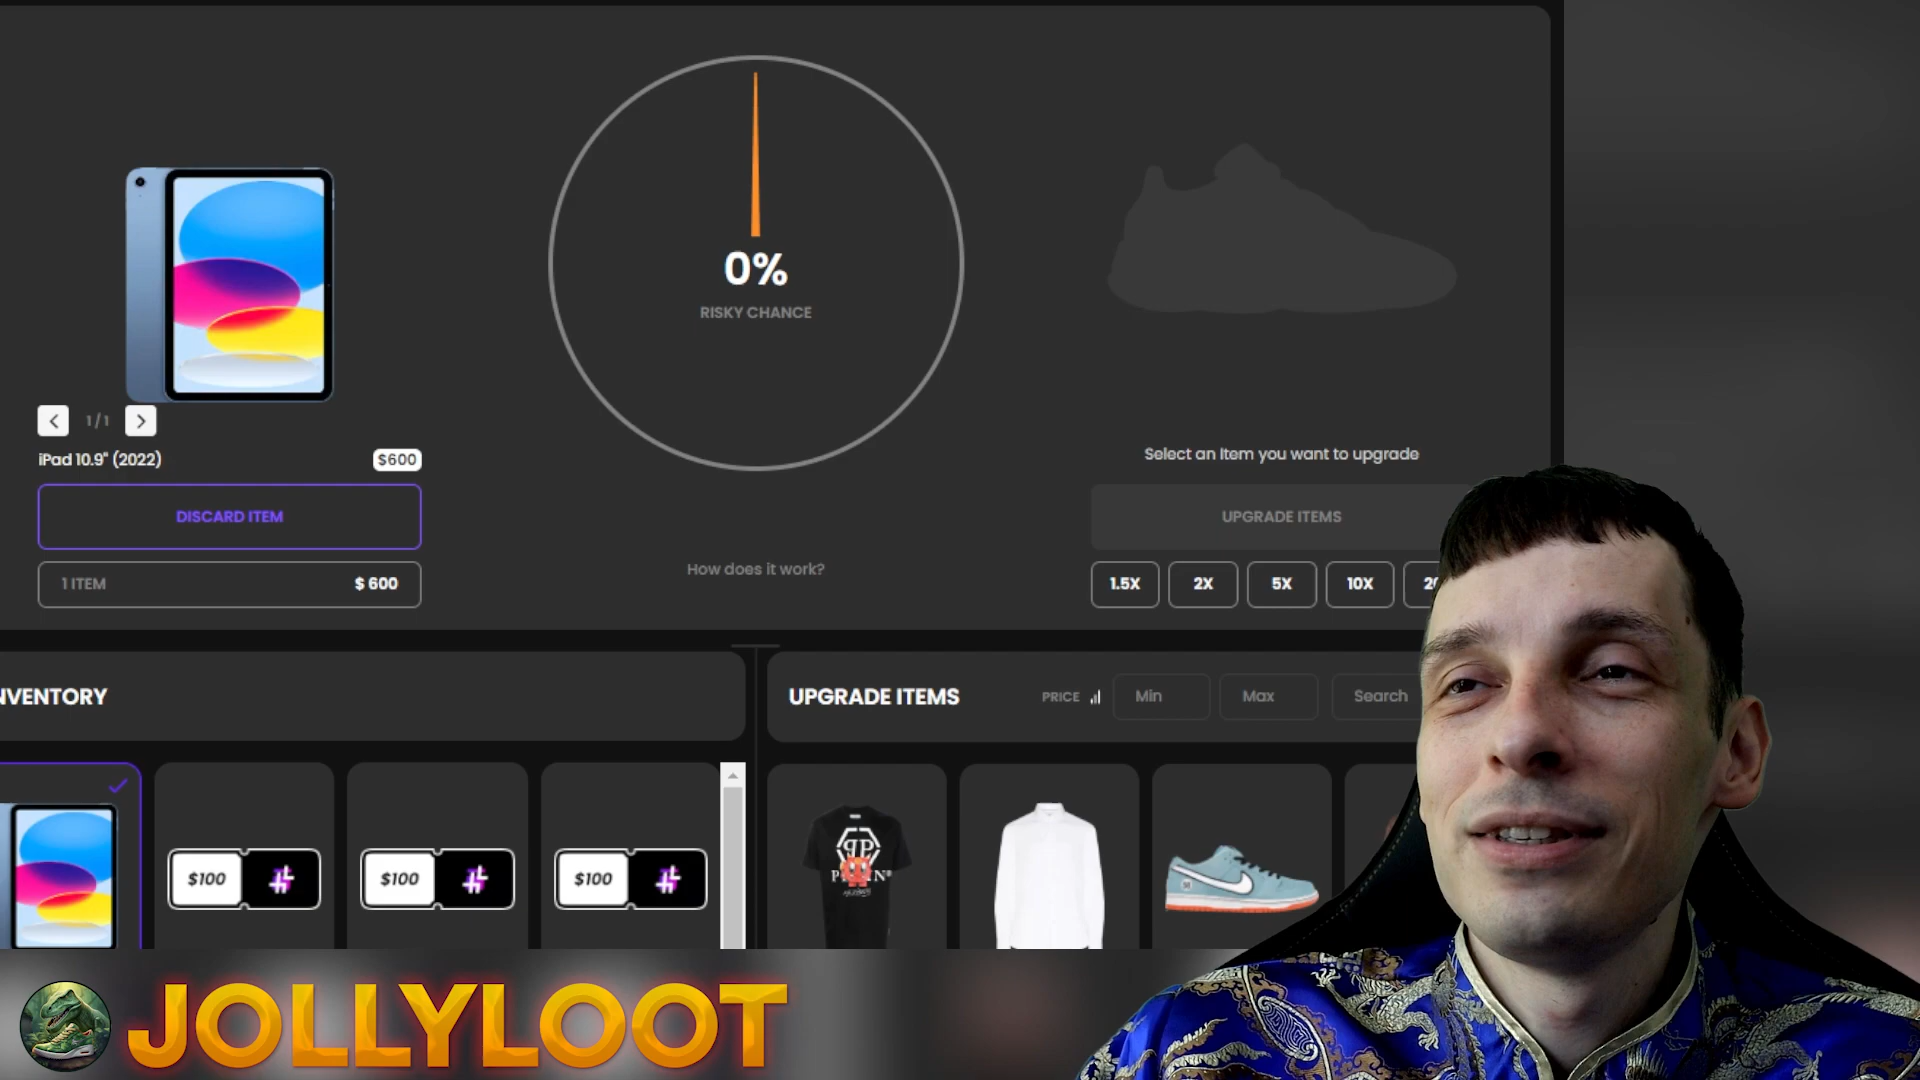 0%
RISKY CHANCE
1/1
iPad 10.9" (2022)
$600
Select an item you want to upgrade
DISCARD ITEM
UPGRADE ITEMS
1 ITEM
$ 600
How does it work?
1.5X
2X
5X
10X
NVENTORY
UPGRADE ITEMS
PRICE
Min
Max
Search
$100
$100
$100
JOLLYLOOT